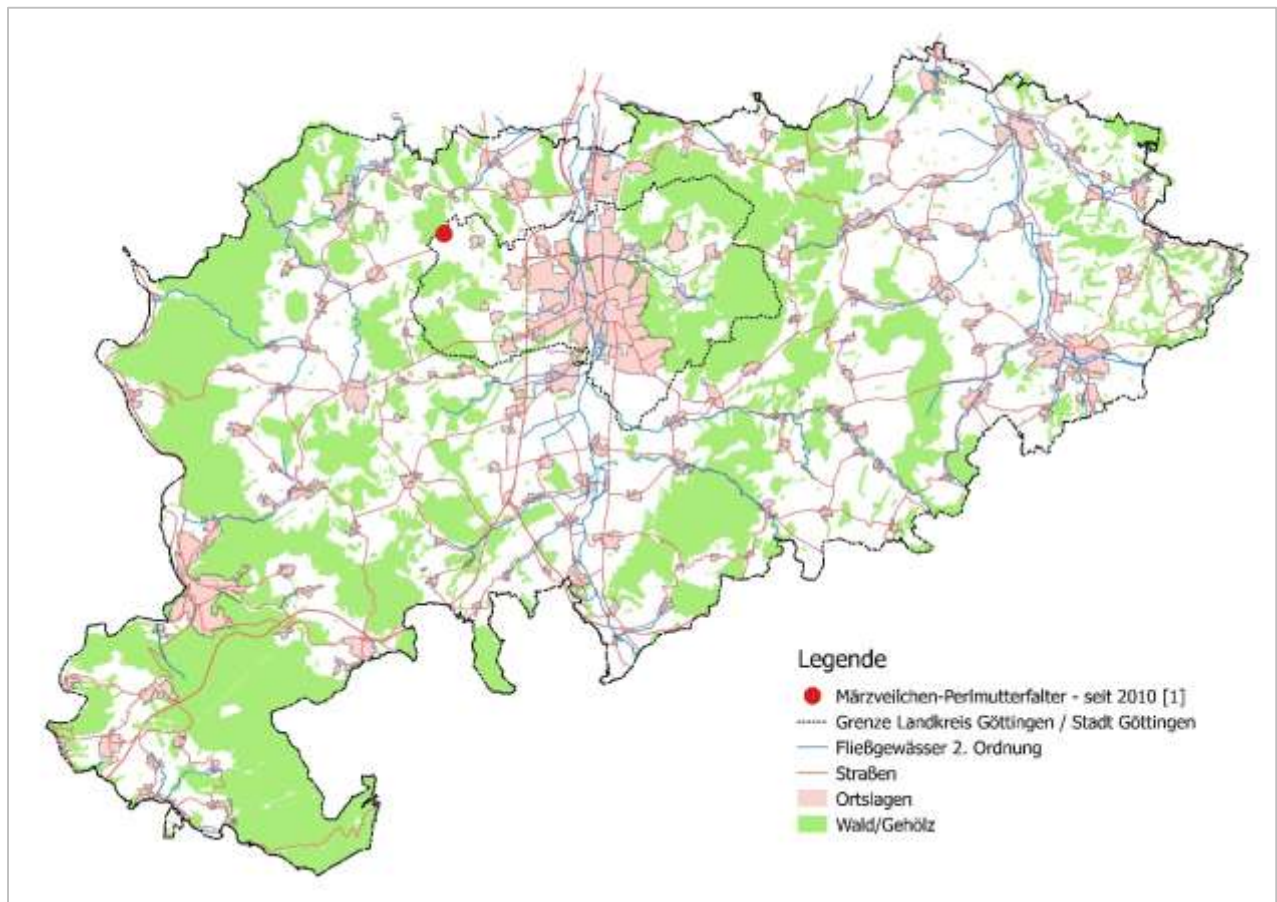 Legende
Märzveilchen-Perlmutterfalter - seit 2010 [1]
Grenze Landkreis Göttingen / Stadt Göttingen
Fließgewässer 2. Ordnung
Straßen
Ortslagen
Wald/Gehölz